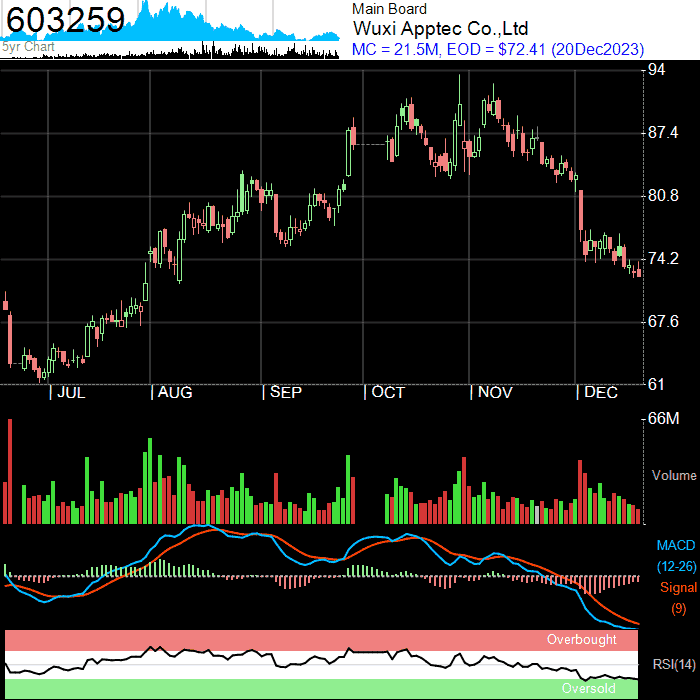 603259
5yr Chart
Main Board
Wuxi Apptec Co.,Ltd
MC = 21.5M, EOD = $72.41 (20Dec2023)
94
87.4
80.8
74.2
67.6
61
JUL AUG SEP OCT NOV DEC
66M
Volume
MACD
(12-26)
Signal
(9)
Overbought
RSI(14)
Oversold